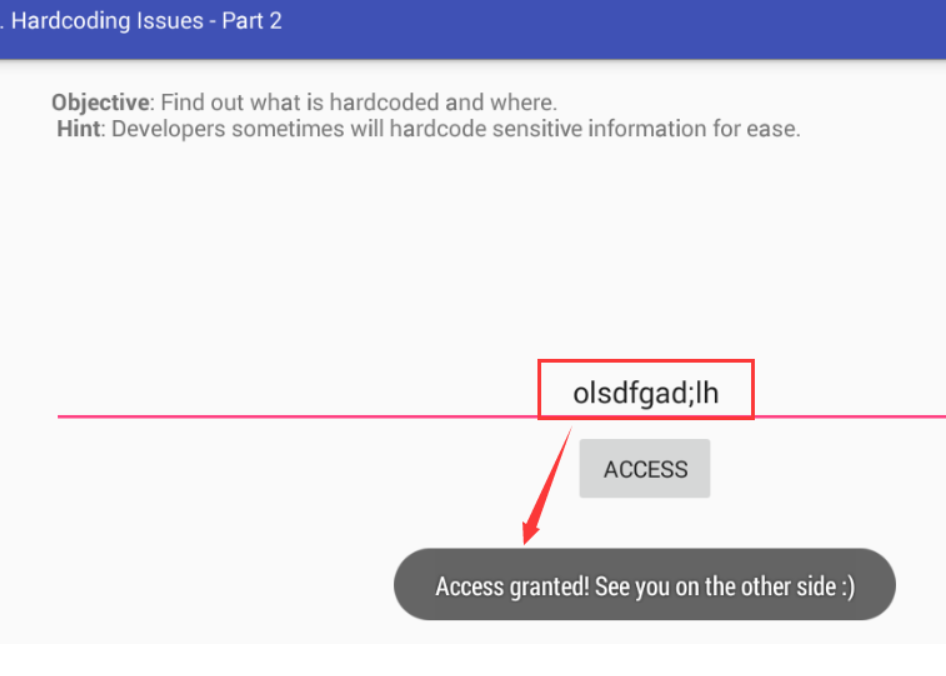 . Hardcoding Issues - Part 2
Objective: Find out what is hardcoded and where.
Hint: Developers sometimes will hardcode sensitive information for ease.
olsdfgad;lh
ACCESS
Access granted! See you on the other side :)